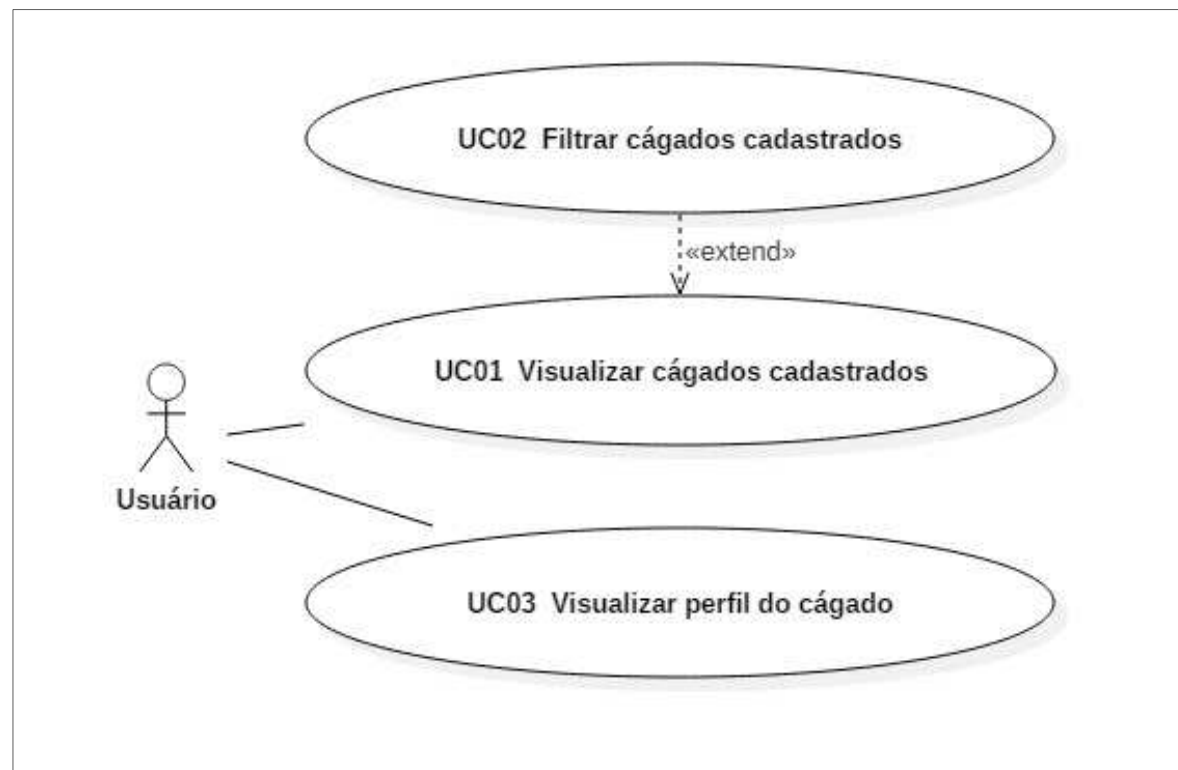 UC02 Filtrar cágados cadastrados
«extend»
UC01 Visualizar cágados cadastrados
Usuário
UC03 Visualizar perfil do cágado